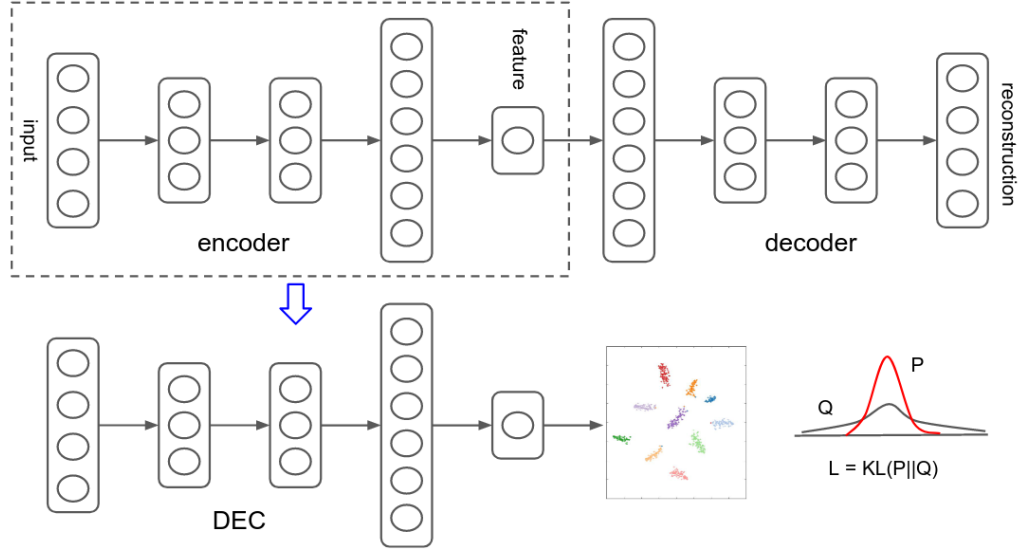 input
feature
reconstruction
encoder
decoder
P
Q
L = KL(P||Q)
DEC